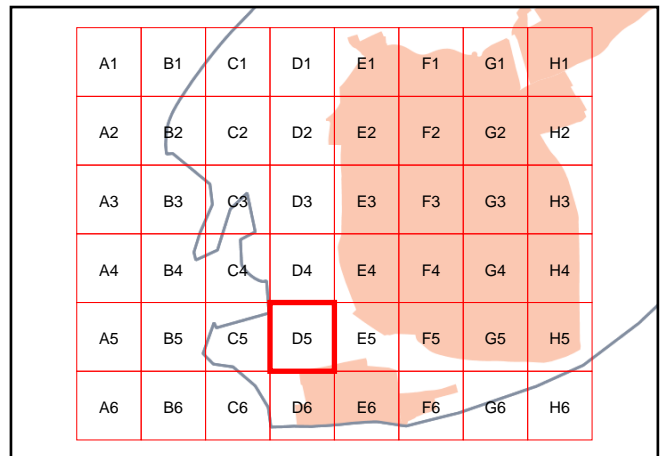 A1 B1 C1 D1 E1 F1 G1 H1
A2 B2 C2 D2 E2 F2 G2 H2
A3 B3 C3 D3 E3 F3 G3 H3
A4 B4 C4 D4 E4 F4 G4 H4
A5 B5 C5 D5 E5 F5 G5 H5
A6 B6 C6 D6 E6 F6 G6 H6